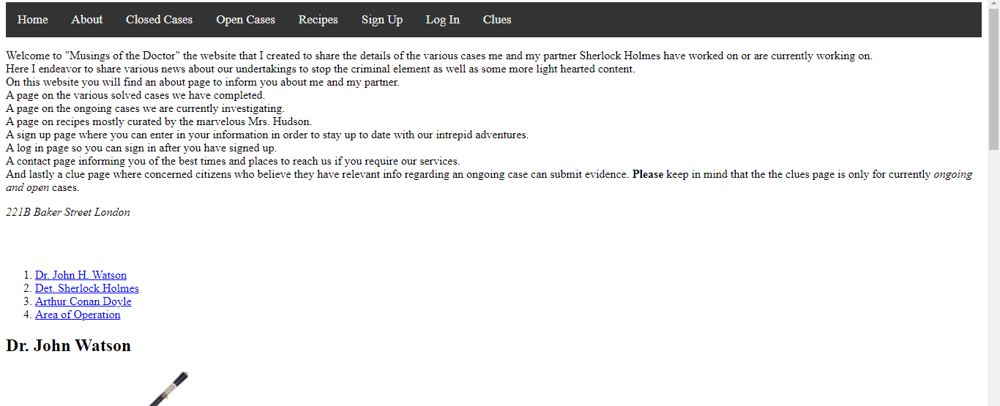 Home About Closed Cases Open Cases Recipes Sign Up Log In Clues
Welcome to "Musings of the Doctor" the website that I created to share the details of the various cases me and my partner Sherlock Holmes have worked on or are currently working on.
Here I endeavor to share various news about our undertakings to stop the criminal element as well as some more light hearted content.
On this website you will find an about page to inform you about me and my partner.
A page on the various solved cases we have completed.
A page on the ongoing cases we are currently investigating.
A page on recipes mostly curated by the marvelous Mrs. Hudson.
A sign up page where you can enter in your information in order to stay up to date with our intrepid adventures.
A log in page so you can sign in after you have signed up.
A contact page informing you of the best times and places to reach us if you require our services.
And lastly a clue page where concerned citizens who believe they have relevant info regarding an ongoing case can submit evidence. Please keep in mind that the the clues page is only for currently ongoing
and open cases.
221B Baker Street London
1. Dr. John H. Watson
2. Det. Sherlock Holmes
3. Arthur Conan Doyle
4. Area of Operation
Dr. John Watson